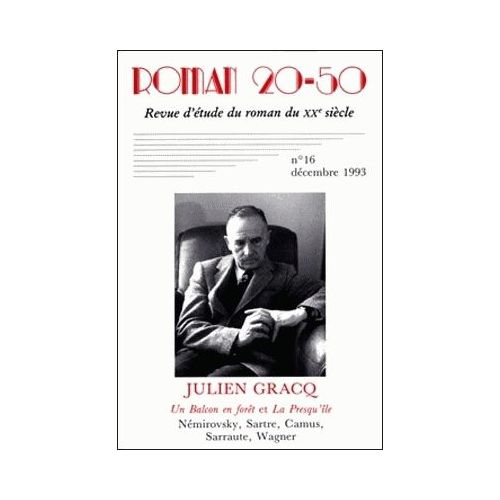 ROMAN 20-50
Revue d'étude du roman du XXe siècle
n°16
décembre 1993
JULIEN GRACQ
Un Balcon en forêt et La Presqu'île
Némirovsky, Sartre, Camus,
Sarraute, Wagner